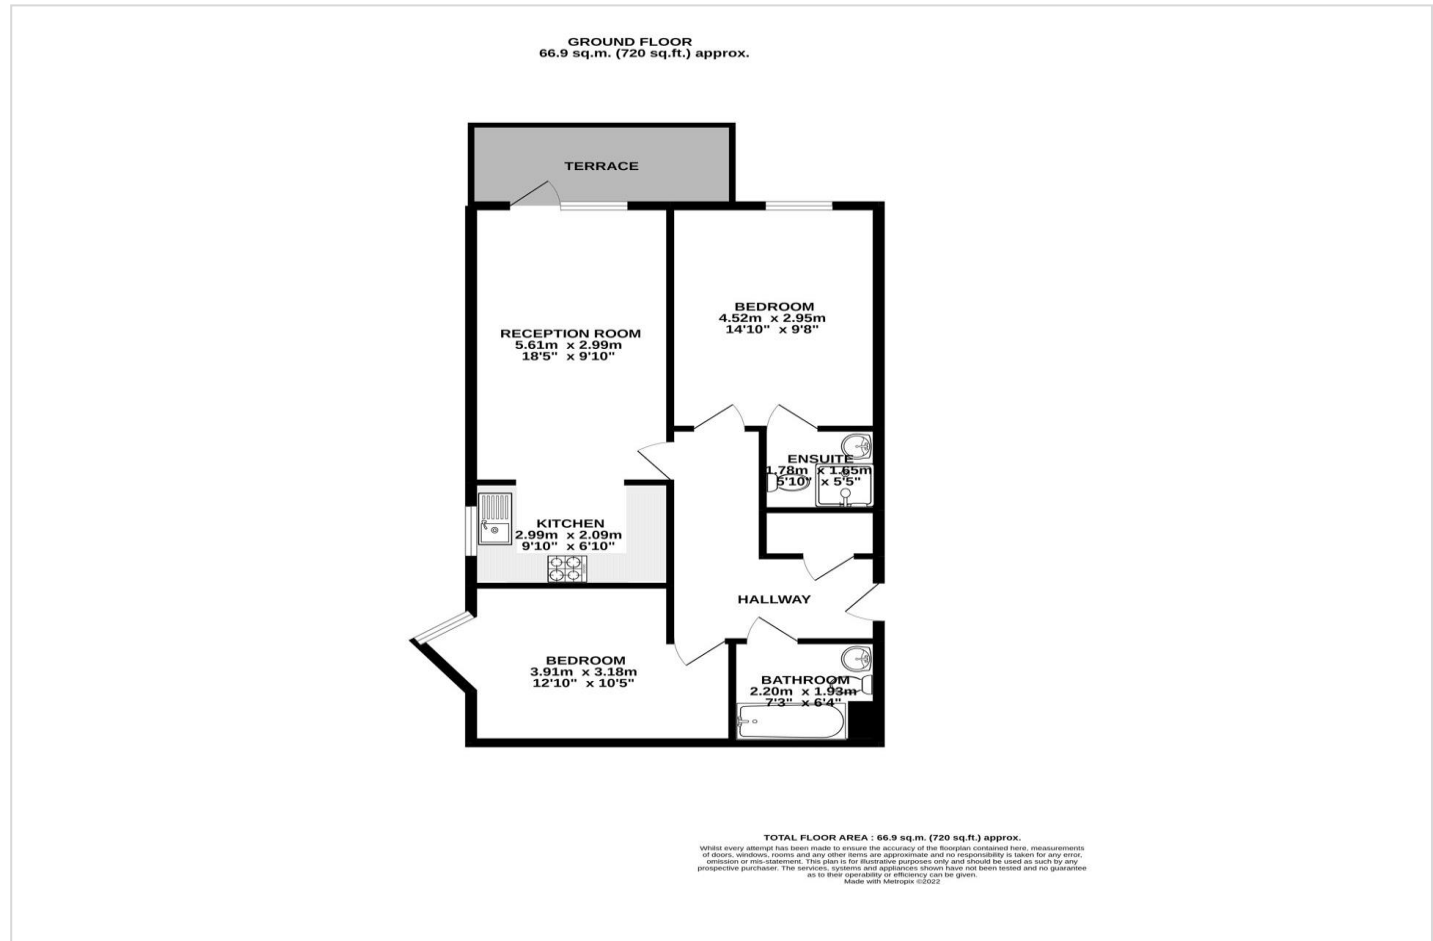 GROUND FLOOR
66.9 sq.m. (720 sq.ft.) approx.
TERRACE
BEDROOM
4.52m x 2.95m
14'10" x 9'8"
RECEPTION ROOM
5.61m x 2.99m
18'5" x 9'10"
ENSUITE
1.78m x 1.65m
5'10" x 5'5"
KITCHEN
2.99m x 2.09m
9'10" x 6'10"
HALLWAY
BEDROOM
3.91m x 3.18m
12'10" x 10'5"
BATHROOM
2.20m x 1.93m
7'3" x 6'4"
TOTAL FLOOR AREA : 66.9 sq.m. (720 sq.ft.) approx.
Whilst every attempt has been made to ensure the accuracy of the floorplan contained here, measurements
of doors, windows, rooms and any other items are approximate and no responsibility is taken for any error,
omission or mis-statement. This plan is for illustrative purposes only and should be used as such by any
prospective purchaser. The services, systems and appliances shown have not been tested and no guarantee
as to their operability or efficiency can be given.
Made with Metropix ©2022